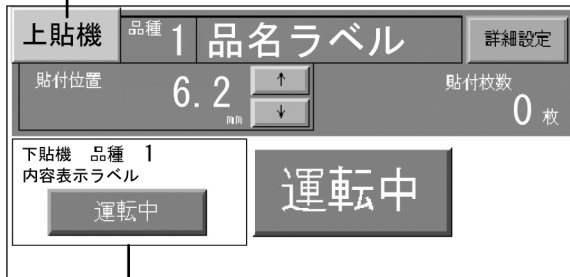 上貼機 品種 1 品名ラベル 詳細設定
貼付位置 6.2 mm ↑ ↓ 貼付枚数 0 枚
下貼機 品種 1
内容表示ラベル
運転中
運転中